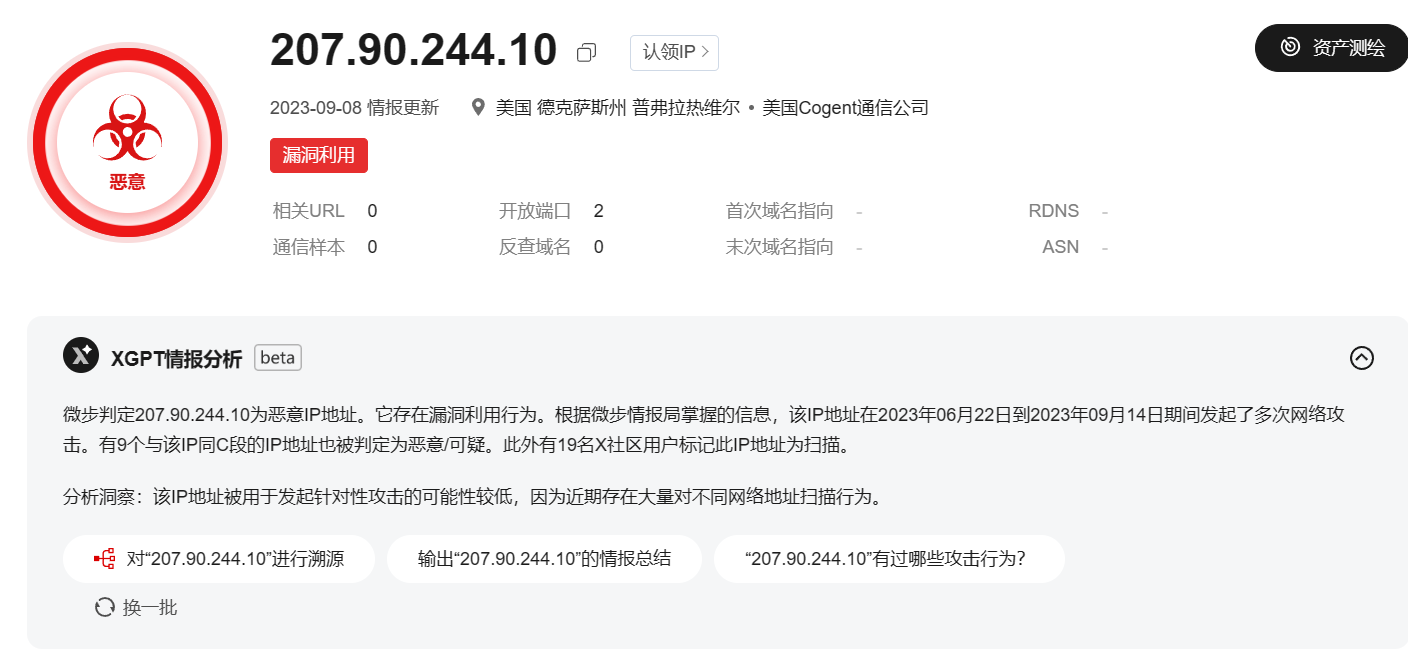 207.90.244.10 认领IP
资产测绘
2023-09-08 情报更新 美国 德克萨斯州 普弗拉热维尔 • 美国Cogent通信公司
恶意
漏洞利用
相关URL 0 开放端口 2 首次域名指向 - RDNS -
通信样本 0 反查域名 0 末次域名指向 - ASN -
XGPT情报分析 beta
微步判定207.90.244.10为恶意IP地址。它存在漏洞利用行为。根据微步情报局掌握的信息，该IP地址在2023年06月22日到2023年09月14日期间发起了多次网络攻
击。有9个与该IP同C段的IP地址也被判定为恶意/可疑。此外有19名X社区用户标记此IP地址为扫描。
分析洞察：该IP地址被用于发起针对性攻击的可能性较低，因为近期存在大量对不同网络地址扫描行为。
对“207.90.244.10”进行溯源 输出“207.90.244.10”的情报总结 “207.90.244.10”有过哪些攻击行为？
换一批